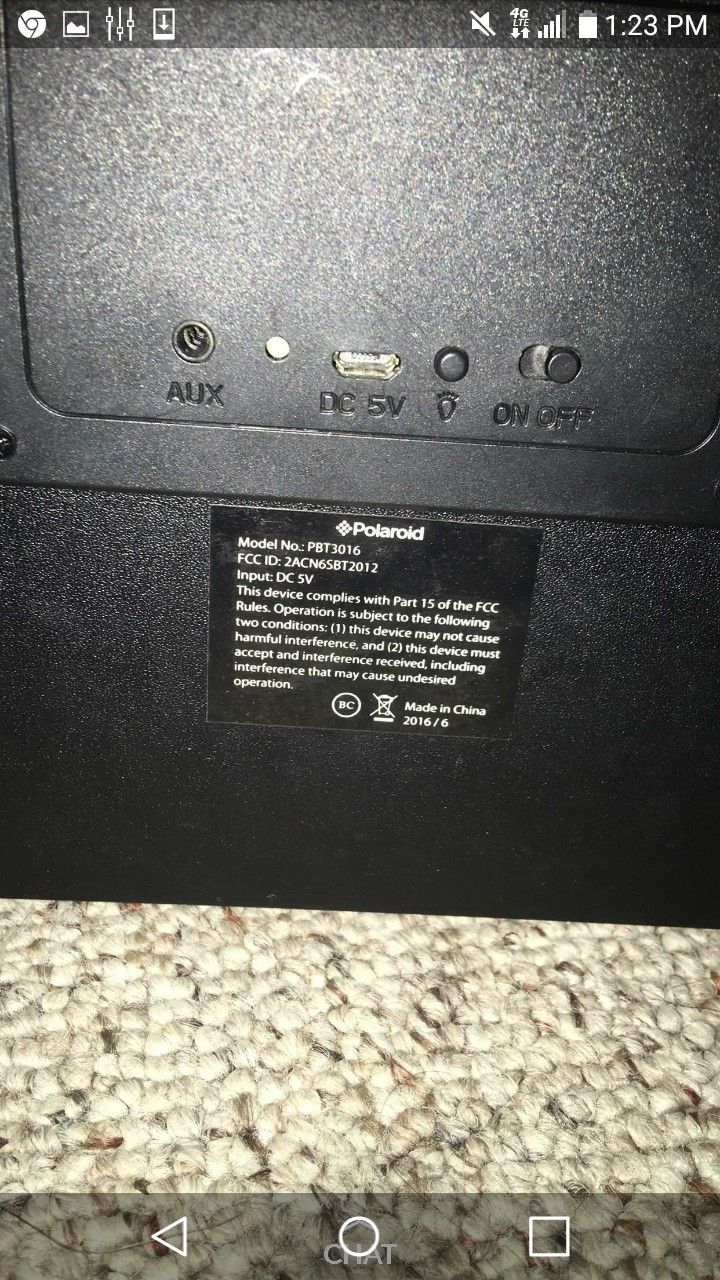 4G
LTE
1:23 PM
AUX
DC 5V
ON OFF
Polaroid
Model No.: PBT3016
FCC ID: 2ACN6SBT2012
Input: DC 5V
This device complies with Part 15 of the FCC
Rules. Operation is subject to the following
two conditions: (1) this device may not cause
harmful interference, and (2) this device must
accept and interference received, including
interference that may cause undesired
operation.
BC
Made in China
2016 / 6
CHAT